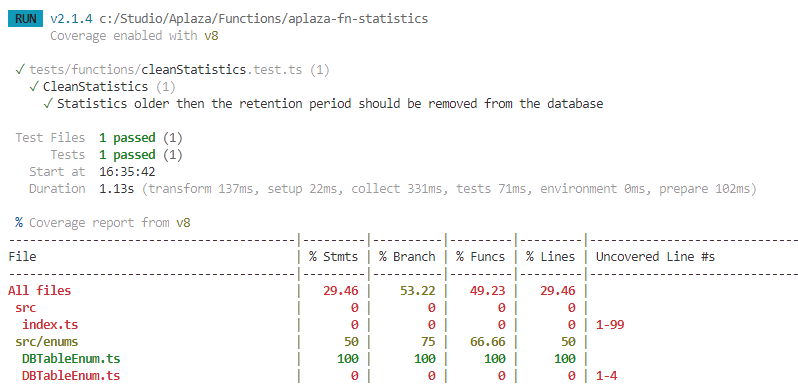 RUN v2.1.4 c:/Studio/Aplaza/Functions/aplaza-fn-statistics
Coverage enabled with v8
✓ tests/functions/cleanStatistics.test.ts (1)
✓ CleanStatistics (1)
✓ Statistics older then the retention period should be removed from the database
Test Files 1 passed (1)
Tests 1 passed (1)
Start at 16:35:42
Duration 1.13s (transform 137ms, setup 22ms, collect 331ms, tests 71ms, environment 0ms, prepare 102ms)
% Coverage report from v8
File | % Stmts | % Branch | % Funcs | % Lines | Uncovered Line #s
All files | 29.46 | 53.22 | 49.23 | 29.46 |
src | 0 | 0 | 0 | 0 |
index.ts | 0 | 0 | 0 | 0 | 1-99
src/enums | 50 | 75 | 66.66 | 50 |
DBTableEnum.ts | 100 | 100 | 100 | 100 |
DBTableEnum.ts | 0 | 0 | 0 | 0 | 1-4